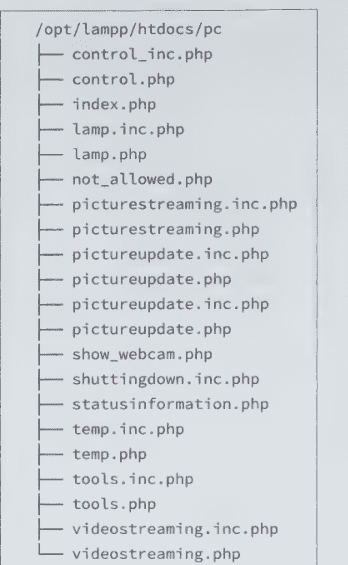 /opt/lampp/htdocs/pc
├── control_inc.php
├── control.php
├── index.php
├── lamp.inc.php
├── lamp.php
├── not_allowed.php
├── picturestreaming.inc.php
├── picturestreaming.php
├── pictureupdate.inc.php
├── pictureupdate.php
├── pictureupdate.inc.php
├── pictureupdate.php
├── show_webcam.php
├── shuttingdown.inc.php
├── statusinformation.php
├── temp.inc.php
├── temp.php
├── tools.inc.php
├── tools.php
├── videostreaming.inc.php
└── videostreaming.php